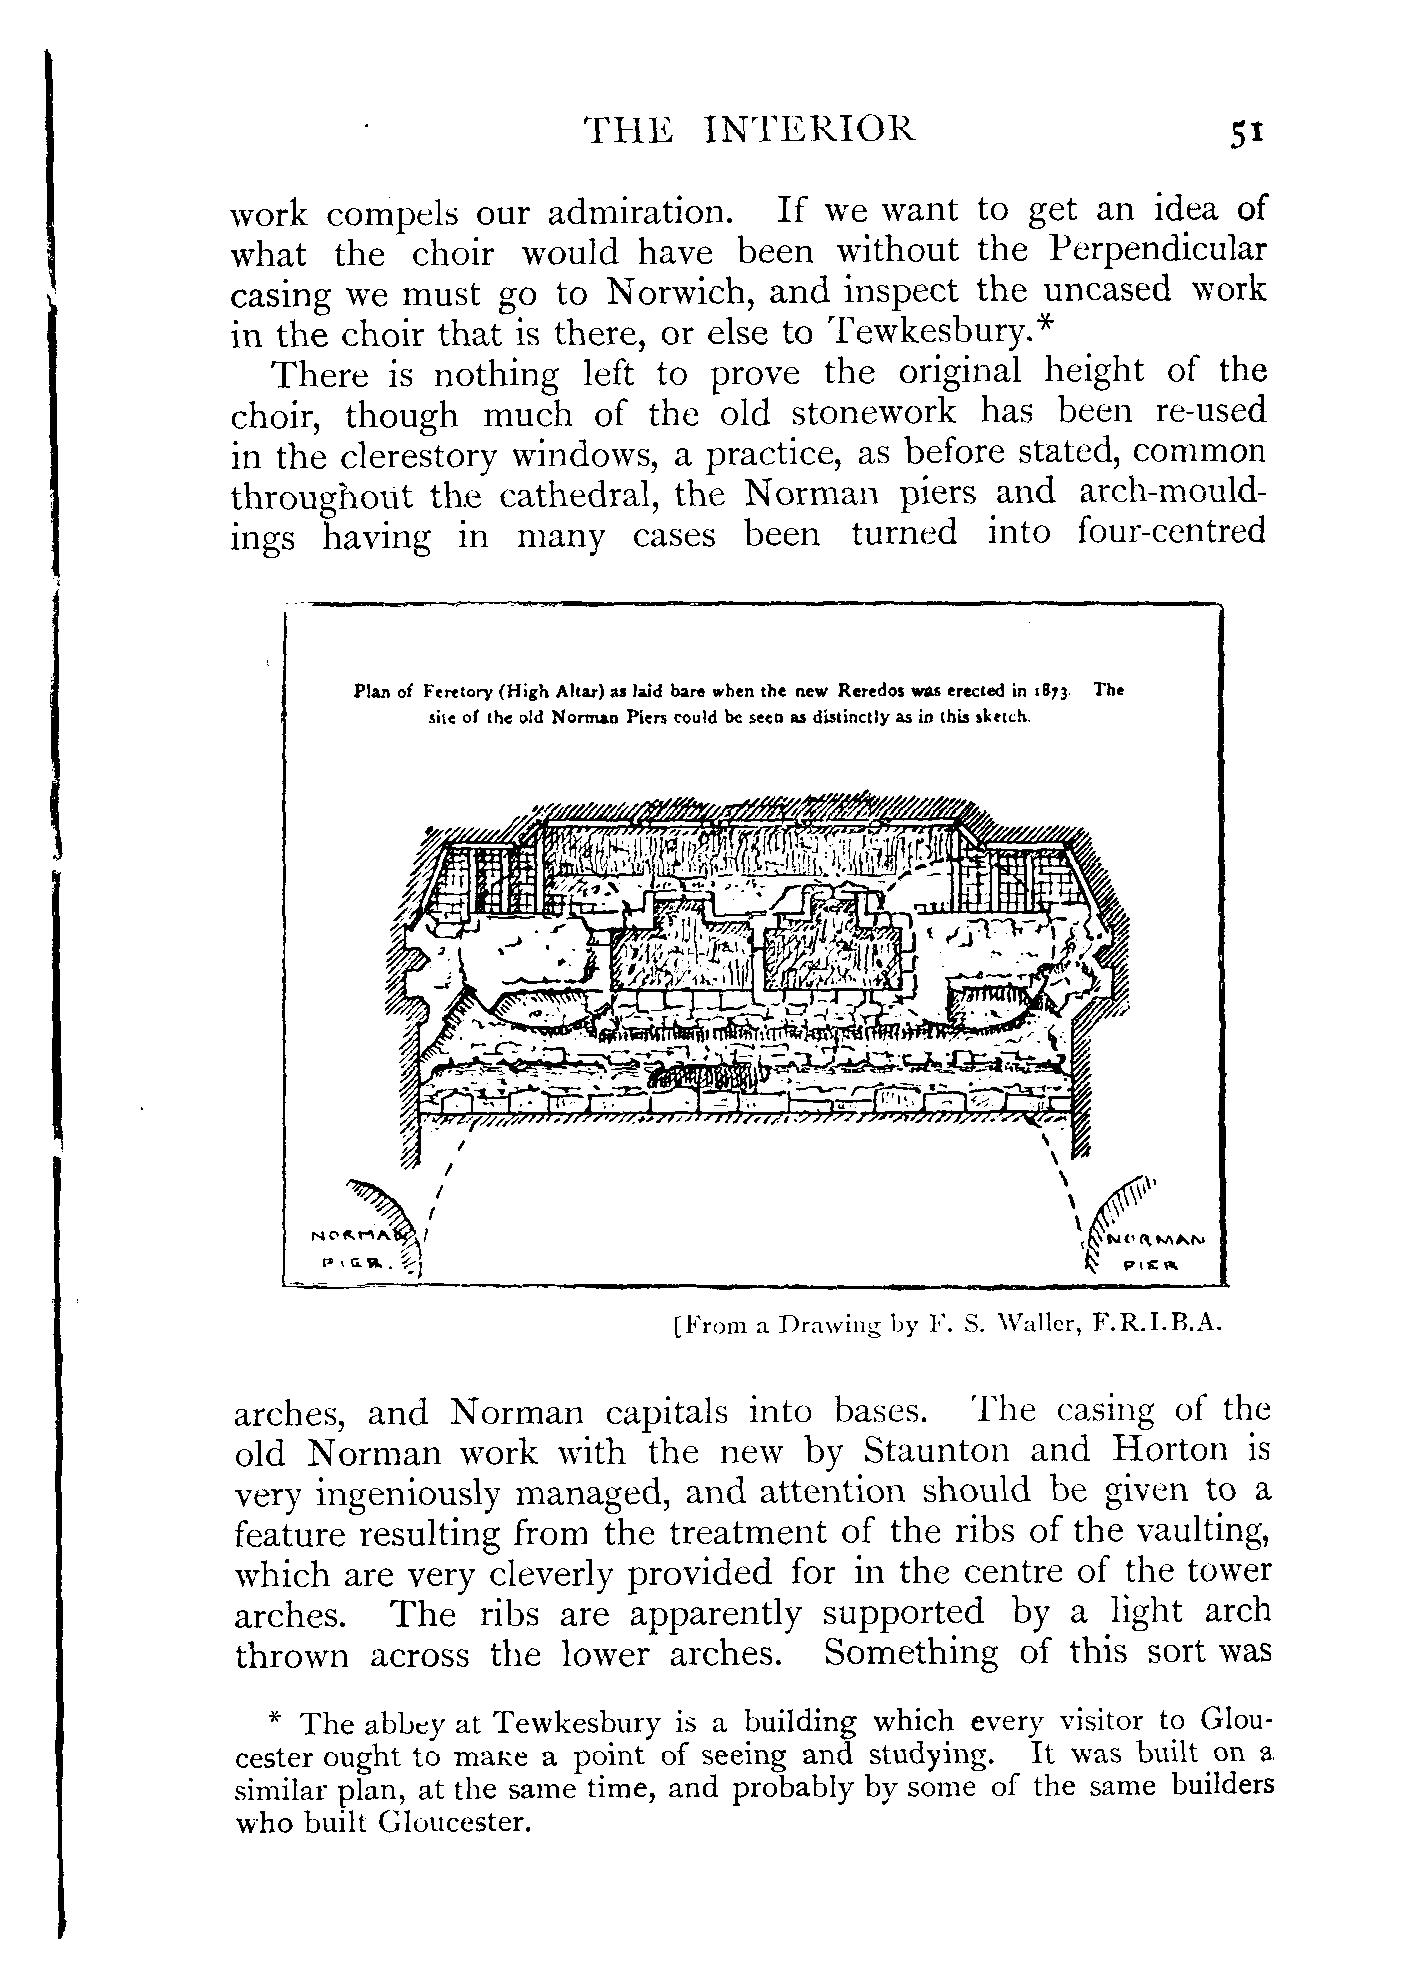 THE INTERIOR 51
work compels our admiration. If we want to get an idea of
what the choir would have been without the Perpendicular
casing we must go to Norwich, and inspect the uncased work
in the choir that is there, or else to Tewkesbury.*
There is nothing left to prove the original height of the
choir, though much of the old stonework has been re-used
in the clerestory windows, a practice, as before stated, common
throughout the cathedral, the Norman piers and arch-mould-
ings having in many cases been turned into four-centred
Plan of Feretory (High Altar) as laid bare when the new Reredos was erected in 1873. The
site of the old Norman Piers could be seen as distinctly as in this sketch.
NORMAN PIER.
NORMAN PIER
[From a Drawing by F. S. Waller, F.R.I.B.A.
arches, and Norman capitals into bases. The casing of the
old Norman work with the new by Staunton and Horton is
very ingeniously managed, and attention should be given to a
feature resulting from the treatment of the ribs of the vaulting,
which are very cleverly provided for in the centre of the tower
arches. The ribs are apparently supported by a light arch
thrown across the lower arches. Something of this sort was
* The abbey at Tewkesbury is a building which every visitor to Glou-
cester ought to make a point of seeing and studying. It was built on a
similar plan, at the same time, and probably by some of the same builders
who built Gloucester.